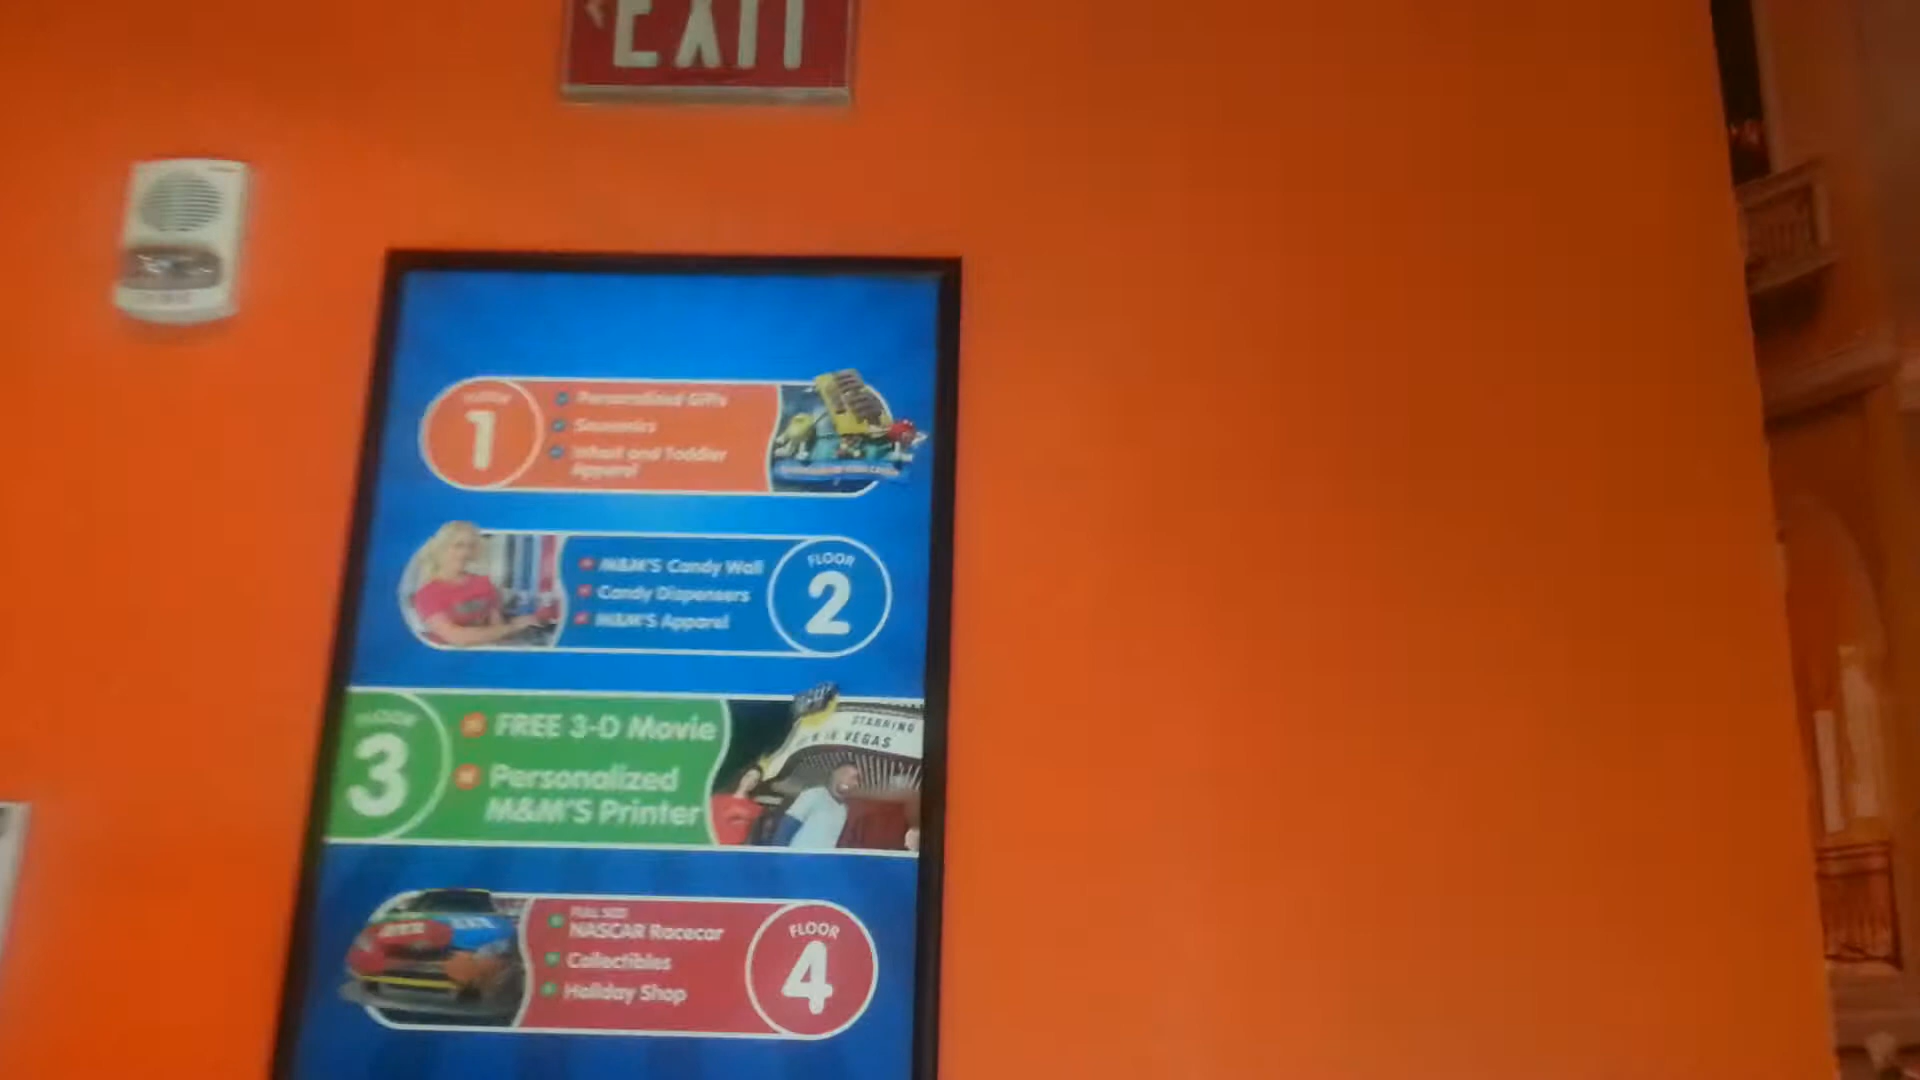 EXIT
1
Personalized Gifts
Souvenirs
Infant and Toddler
Apparel
M&M'S Candy Wall
Candy Dispensers
M&M'S Apparel
FLOOR
2
FLOOR
3
FREE 3-D Movie
Personalized
M&M'S Printer
STARRING
VEGAS
FULL SIZE
NASCAR Racecar
Collectibles
Holiday Shop
FLOOR
4